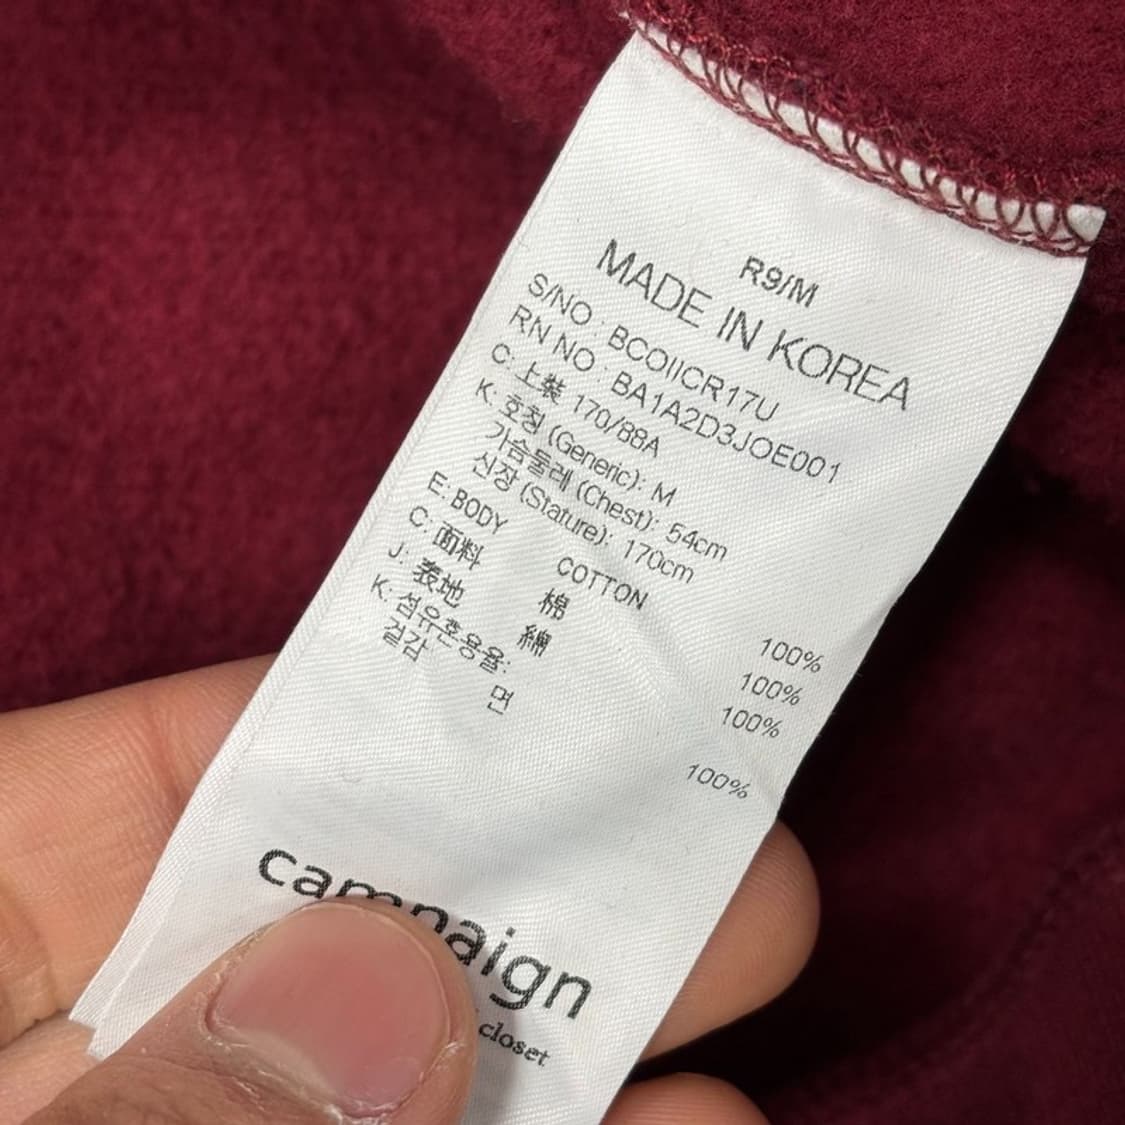 R9/M
MADE IN KOREA
S/NO : BCOIICR17U
RN NO : BA1A2D3JOE001
C: 上裝 170/88A
K: 호칭 (Generic): M
가슴둘레 (Chest): 54cm
신장 (Stature): 170cm
E: BODY COTTON 100%
C: 面料 棉 100%
J: 表地 綿 100%
K: 섬유혼용율:
겉감 면 100%
campaign
closet